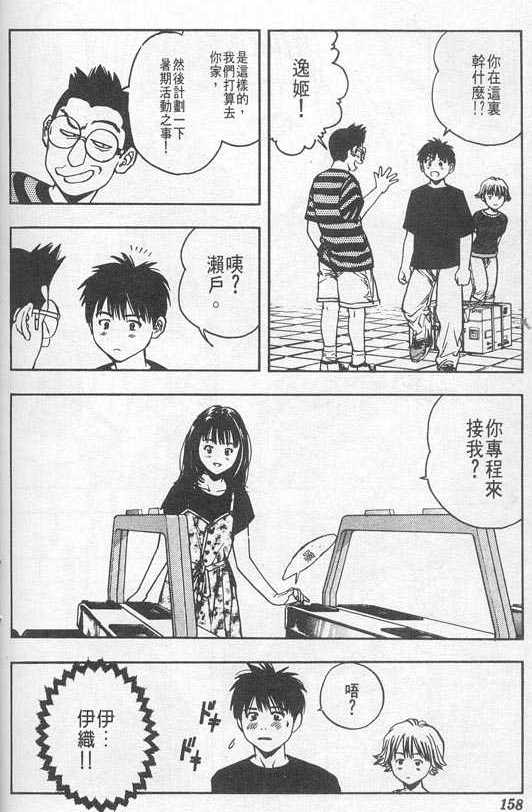 你在這裏
幹什麼!?
逸姬!
是這樣的,
我們打算去
你家,
然後計劃一下
暑期活動之事!
咦?
瀨戶。
你專程來
接我?
嘀
唔?
ドキ
ドキ
伊…
伊織!!
158